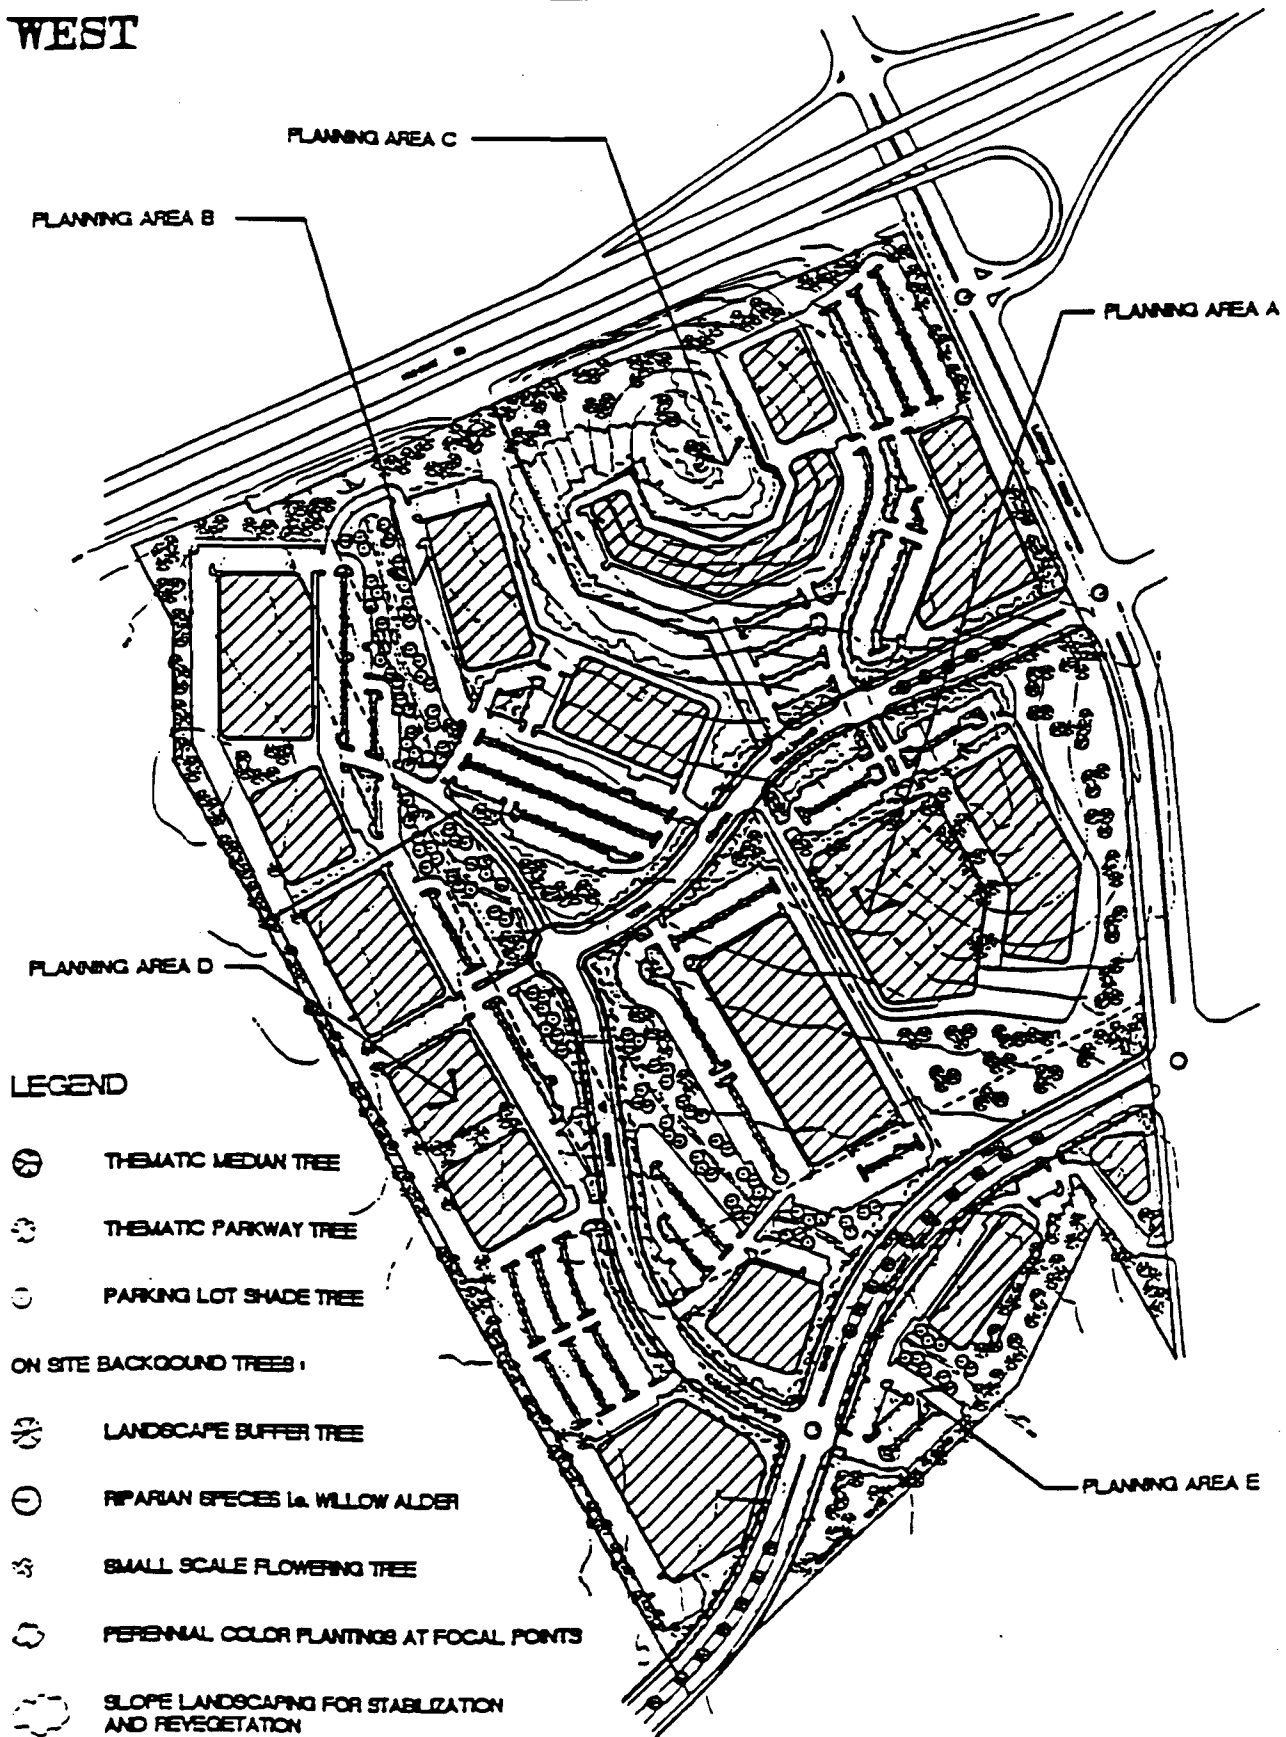 WEST
PLANNING AREA C
PLANNING AREA B
PLANNING AREA A
PLANNING AREA D
LEGEND
THEMATIC MEDIAN TREE
THEMATIC PARKWAY TREE
PARKING LOT SHADE TREE
ON SITE BACKGOUND TREES :
LANDSCAPE BUFFER TREE
RIPARIAN SPECIES i.e. WILLOW ALDER
PLANNING AREA E
SMALL SCALE FLOWERING TREE
PERENNIAL COLOR PLANTINGS AT FOCAL POINTS
SLOPE LANDSCAPING FOR STABILIZATION
AND REVEGETATION